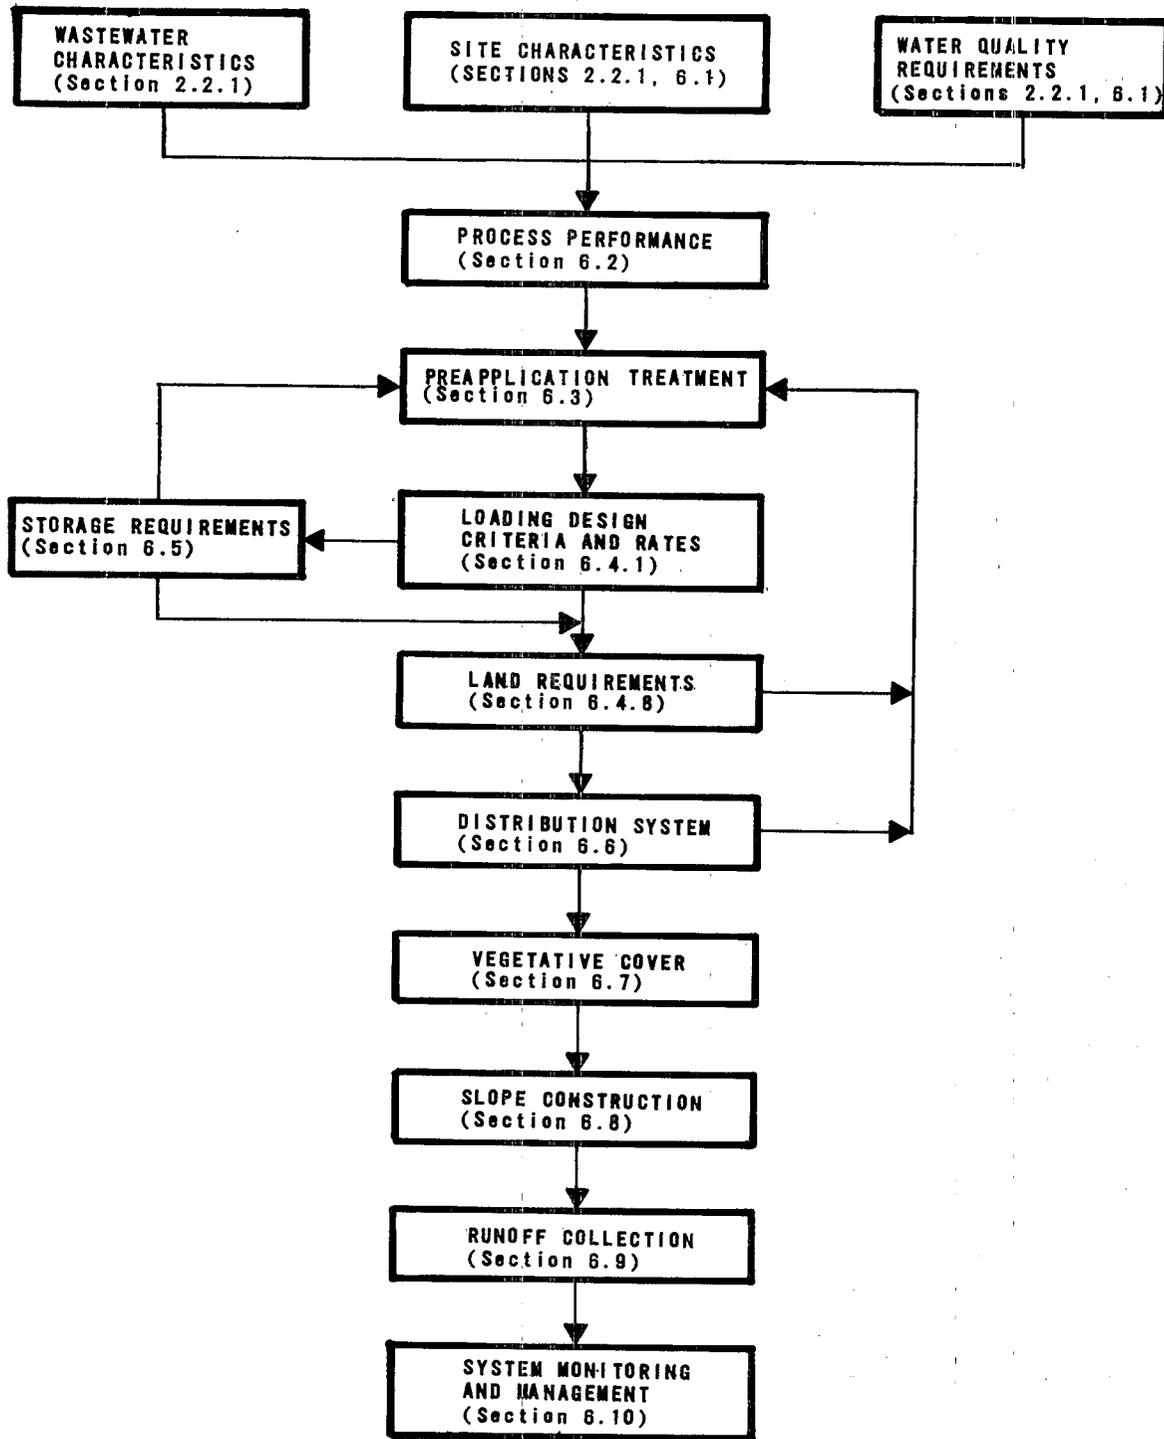 WASTEWATER
CHARACTERISTICS
(Section 2.2.1)
SITE CHARACTERISTICS
(SECTIONS 2.2.1, 6.1)
WATER QUALITY
REQUIREMENTS
(Sections 2.2.1, 6.1)
PROCESS PERFORMANCE
(Section 6.2)
PREAPPLICATION TREATMENT
(Section 6.3)
STORAGE REQUIREMENTS
(Section 6.5)
LOADING DESIGN
CRITERIA AND RATES
(Section 6.4.1)
LAND REQUIREMENTS
(Section 6.4.8)
DISTRIBUTION SYSTEM
(Section 6.6)
VEGETATIVE COVER
(Section 6.7)
SLOPE CONSTRUCTION
(Section 6.8)
RUNOFF COLLECTION
(Section 6.9)
SYSTEM MONITORING
AND MANAGEMENT
(Section 6.10)